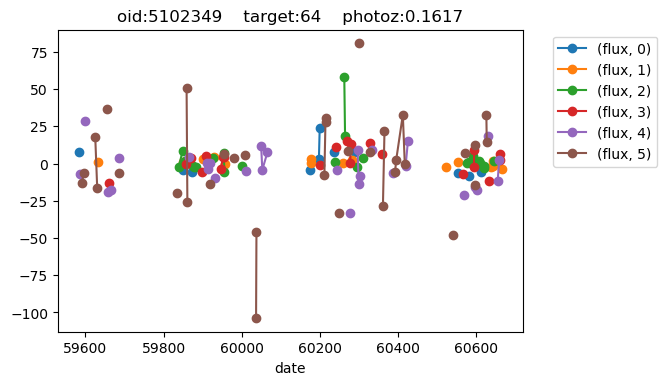 oid:5102349    target:64    photoz:0.1617
75
50
25
0
−25
−50
−75
−100
59600 59800 60000 60200 60400 60600
date
(flux, 0)
(flux, 1)
(flux, 2)
(flux, 3)
(flux, 4)
(flux, 5)